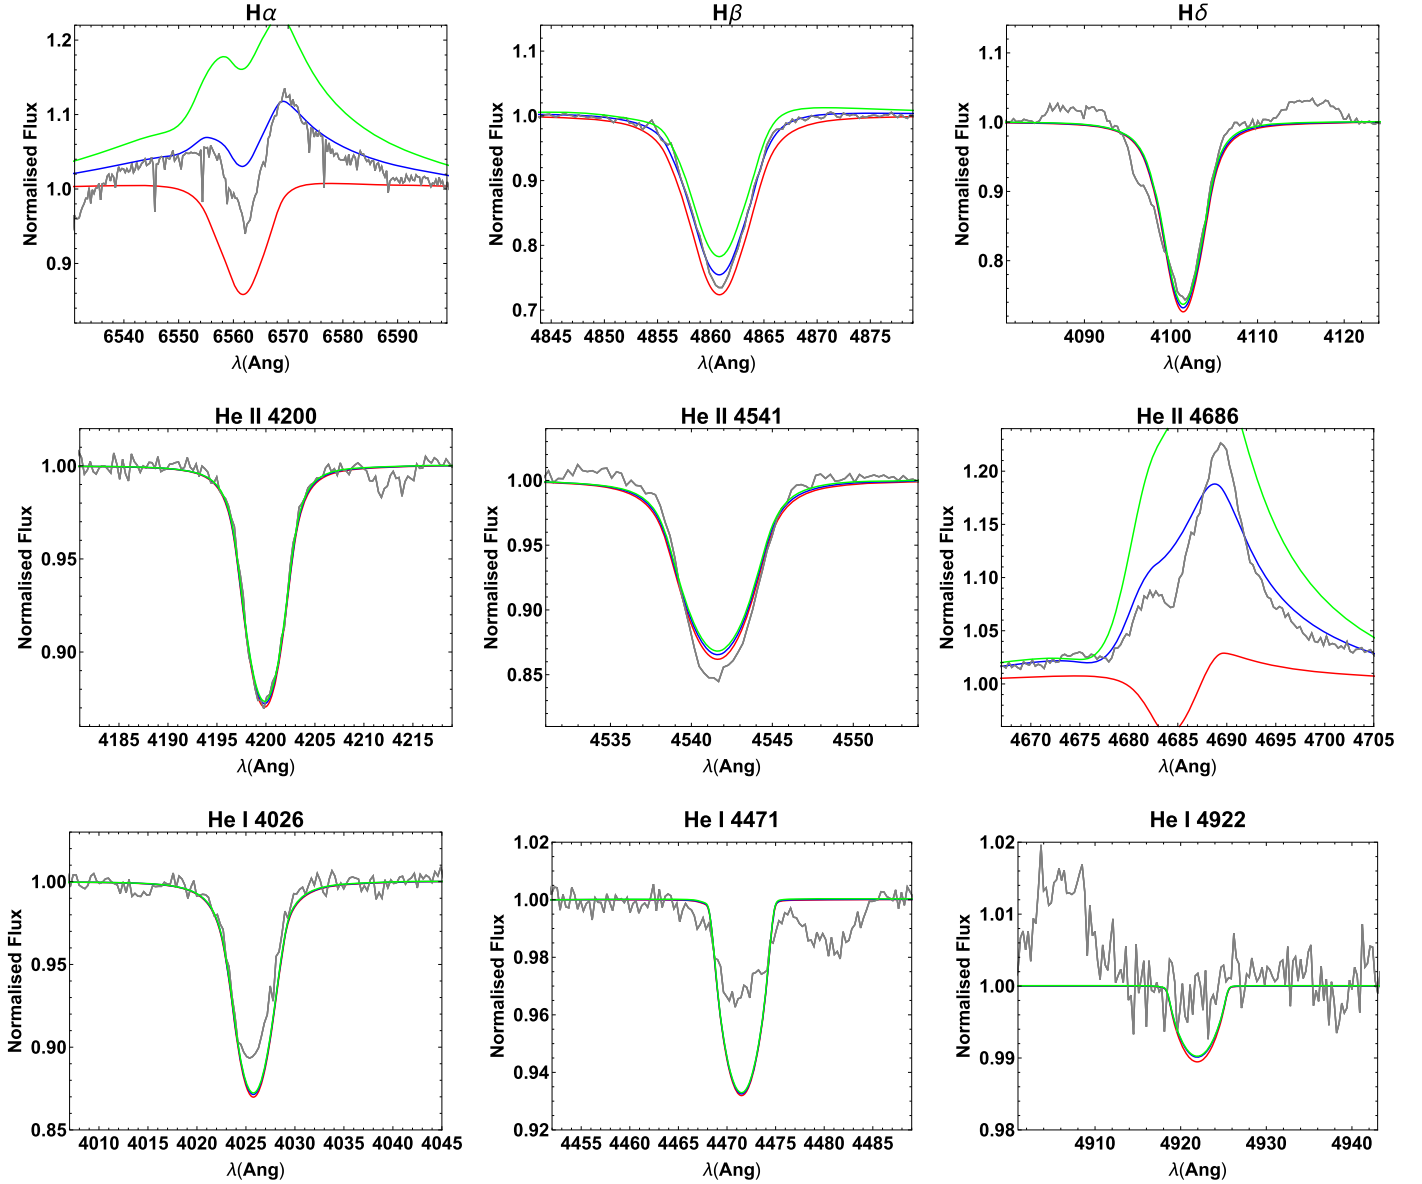 Hα
Hβ
Hδ
1.2
1.1
1.0
0.9
Normalised Flux
6540 6550 6560 6570 6580 6590
λ(Ang)
1.1
1.0
0.9
0.8
0.7
Normalised Flux
4845 4850 4855 4860 4865 4870 4875
λ(Ang)
1.1
1.0
0.9
0.8
Normalised Flux
4090 4100 4110 4120
λ(Ang)
He II 4200
He II 4541
He II 4686
1.00
0.95
0.90
Normalised Flux
4185 4190 4195 4200 4205 4210 4215
λ(Ang)
1.00
0.95
0.90
0.85
Normalised Flux
4535 4540 4545 4550
λ(Ang)
1.20
1.15
1.10
1.05
1.00
Normalised Flux
4670 4675 4680 4685 4690 4695 4700 4705
λ(Ang)
He I 4026
He I 4471
He I 4922
1.00
0.95
0.90
0.85
Normalised Flux
4010 4015 4020 4025 4030 4035 4040 4045
λ(Ang)
1.02
1.00
0.98
0.96
0.94
0.92
Normalised Flux
4455 4460 4465 4470 4475 4480 4485
λ(Ang)
1.02
1.01
1.00
0.99
0.98
Normalised Flux
4910 4920 4930 4940
λ(Ang)